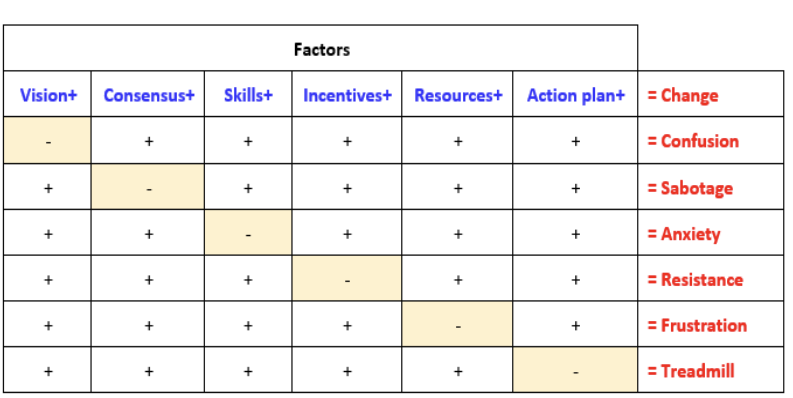 Factors
Vision+ Consensus+ Skills+ Incentives+ Resources+ Action plan+ = Change
- + + + + + = Confusion
+ - + + + + = Sabotage
+ + - + + + = Anxiety
+ + + - + + = Resistance
+ + + + - + = Frustration
+ + + + + - = Treadmill